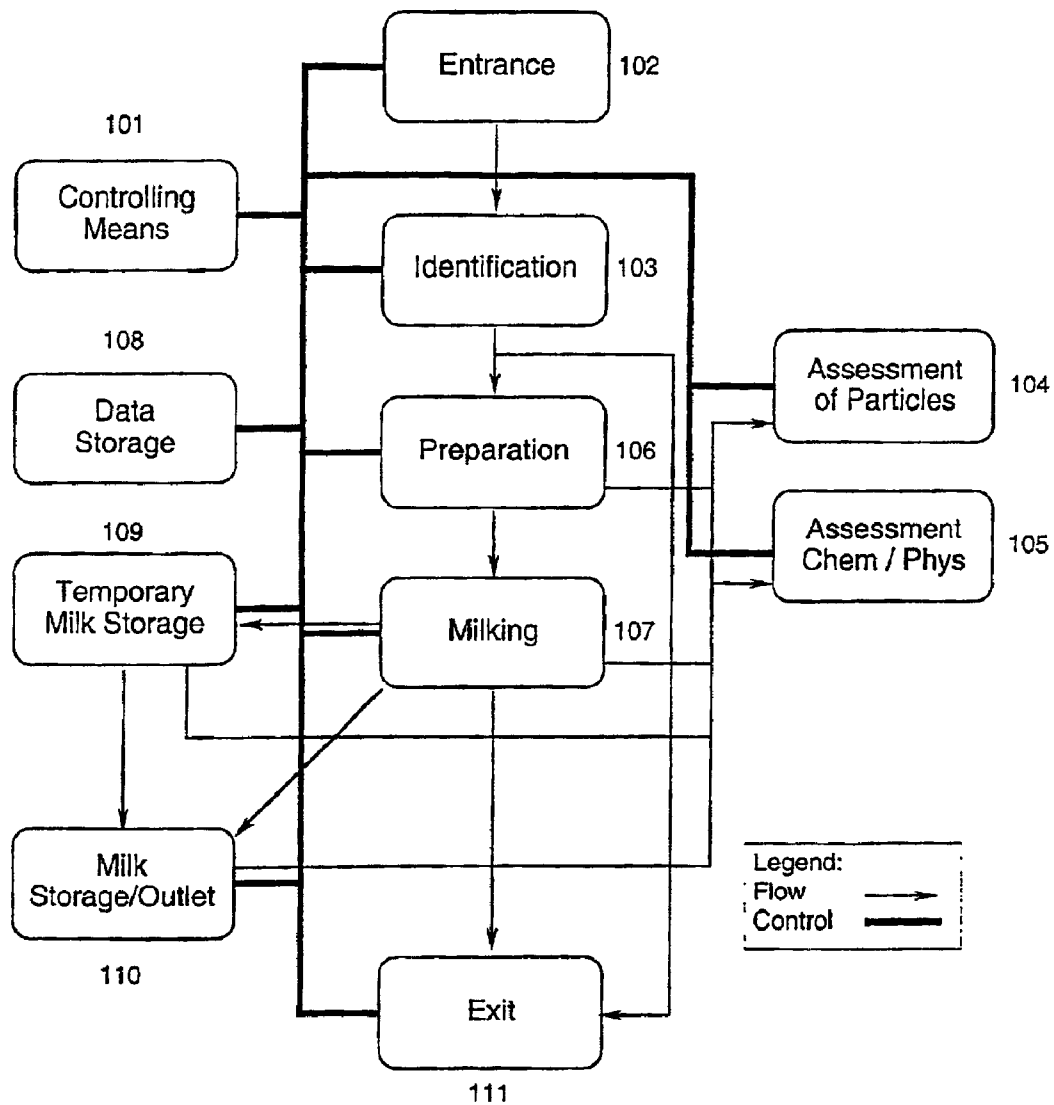 Entrance
102
101
Controlling
Means
Identification
103
108
Data
Storage
Assessment
of Particles
104
Preparation
106
109
Temporary
Milk Storage
Assessment
Chem / Phys
105
Milking
107
Milk
Storage/Outlet
110
Legend:
Flow
Control
Exit
111